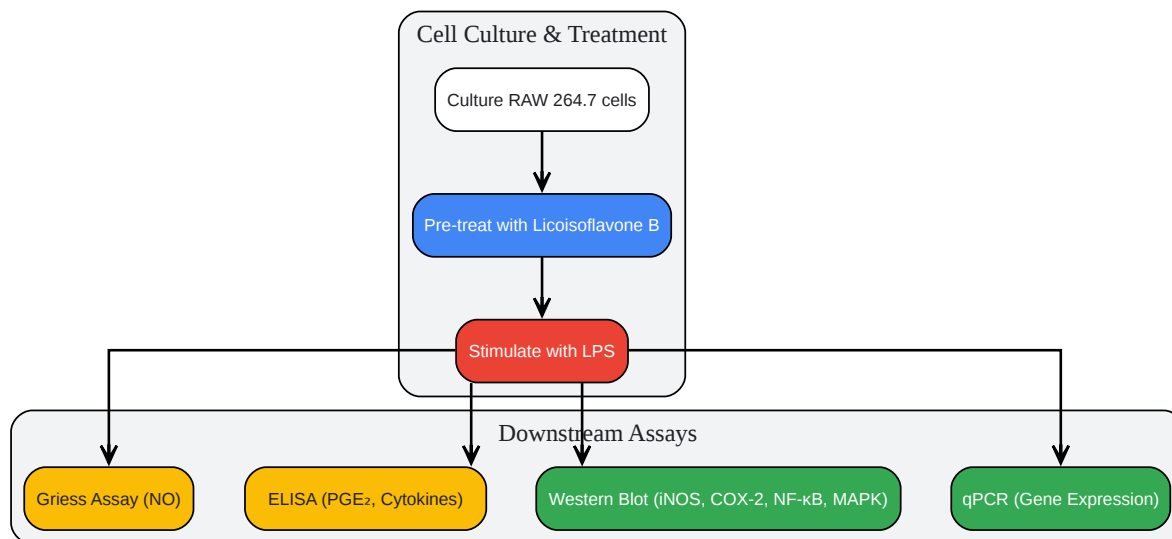 Cell Culture & Treatment
Culture RAW 264.7 cells
Pre-treat with Licoisoflavone B
Stimulate with LPS
Downstream Assays
Griess Assay (NO)
ELISA (PGE₂, Cytokines)
Western Blot (iNOS, COX-2, NF-κB, MAPK)
qPCR (Gene Expression)